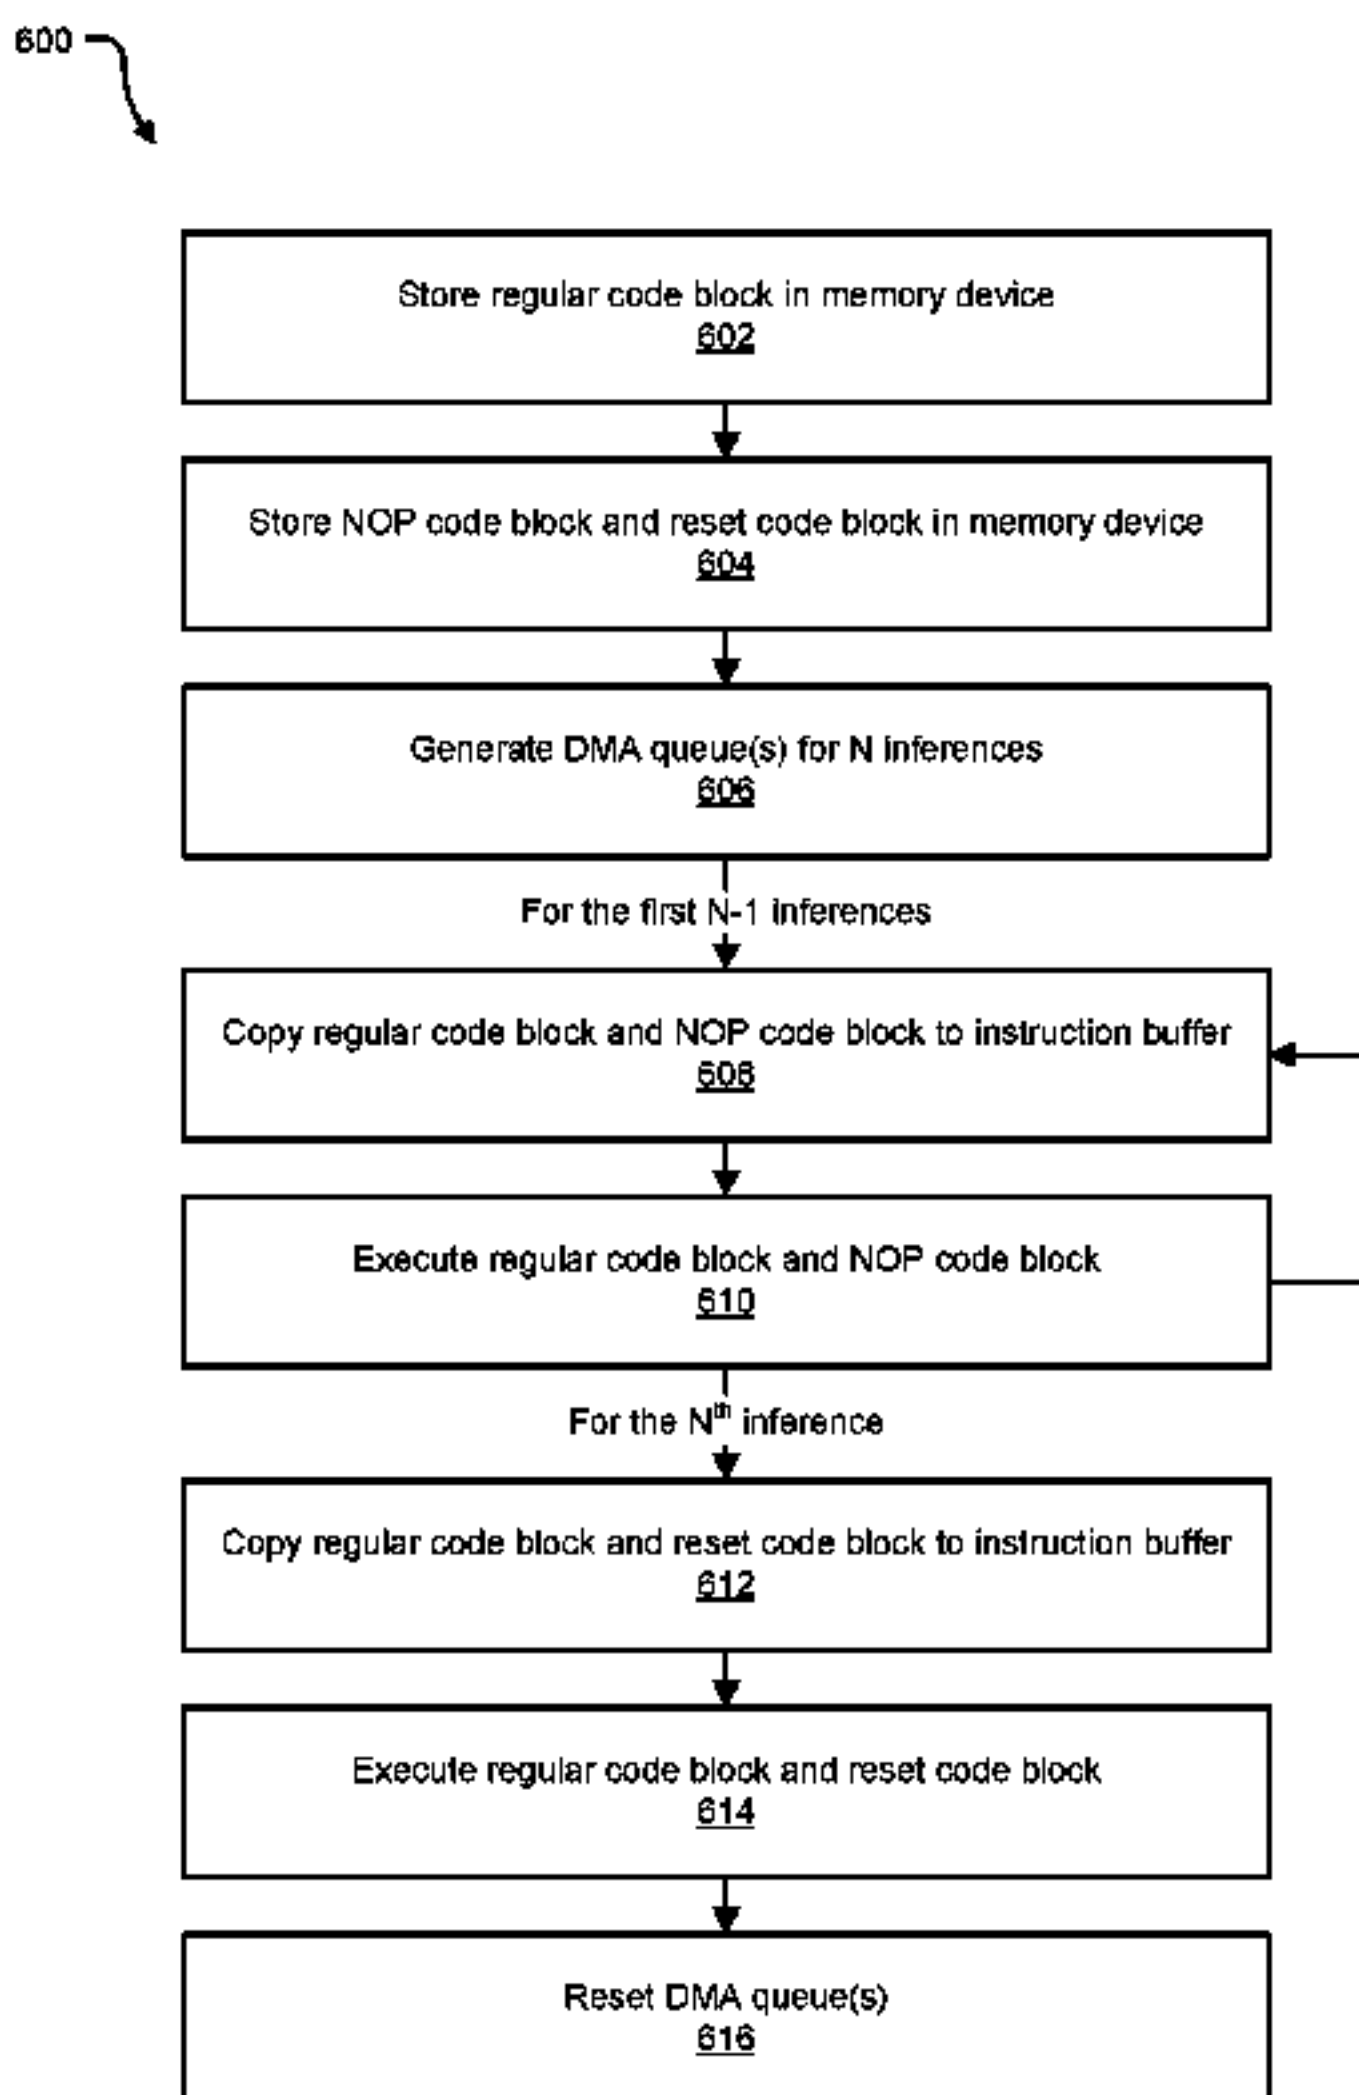 600
Store regular code block in memory device
602
Store NOP code block and reset code block in memory device
604
Generate DMA queue(s) for N inferences
606
For the first N-1 inferences
Copy regular code block and NOP code block to instruction buffer
608
Execute regular code block and NOP code block
610
For the Nth inference
Copy regular code block and reset code block to instruction buffer
612
Execute regular code block and reset code block
614
Reset DMA queue(s)
616